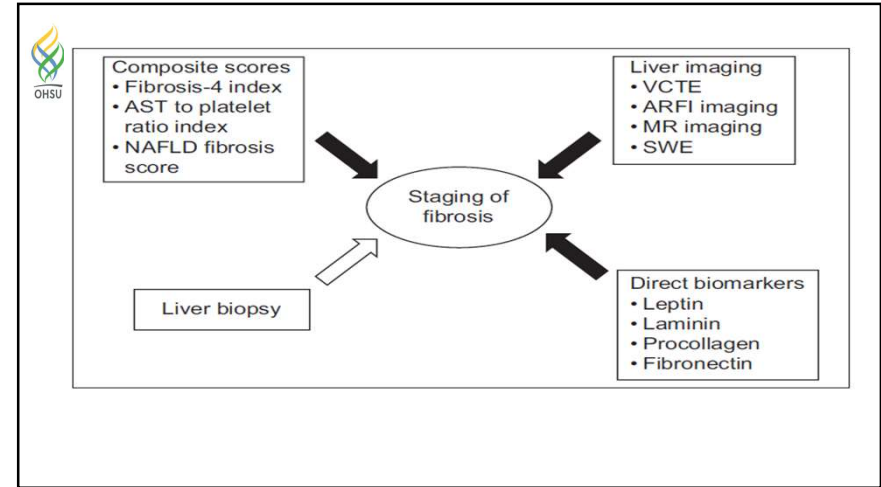 OHSU
Composite scores
• Fibrosis-4 index
• AST to platelet
ratio index
• NAFLD fibrosis
score
Liver imaging
• VCTE
• ARFI imaging
• MR imaging
• SWE
Staging of
fibrosis
Liver biopsy
Direct biomarkers
• Leptin
• Laminin
• Procollagen
• Fibronectin